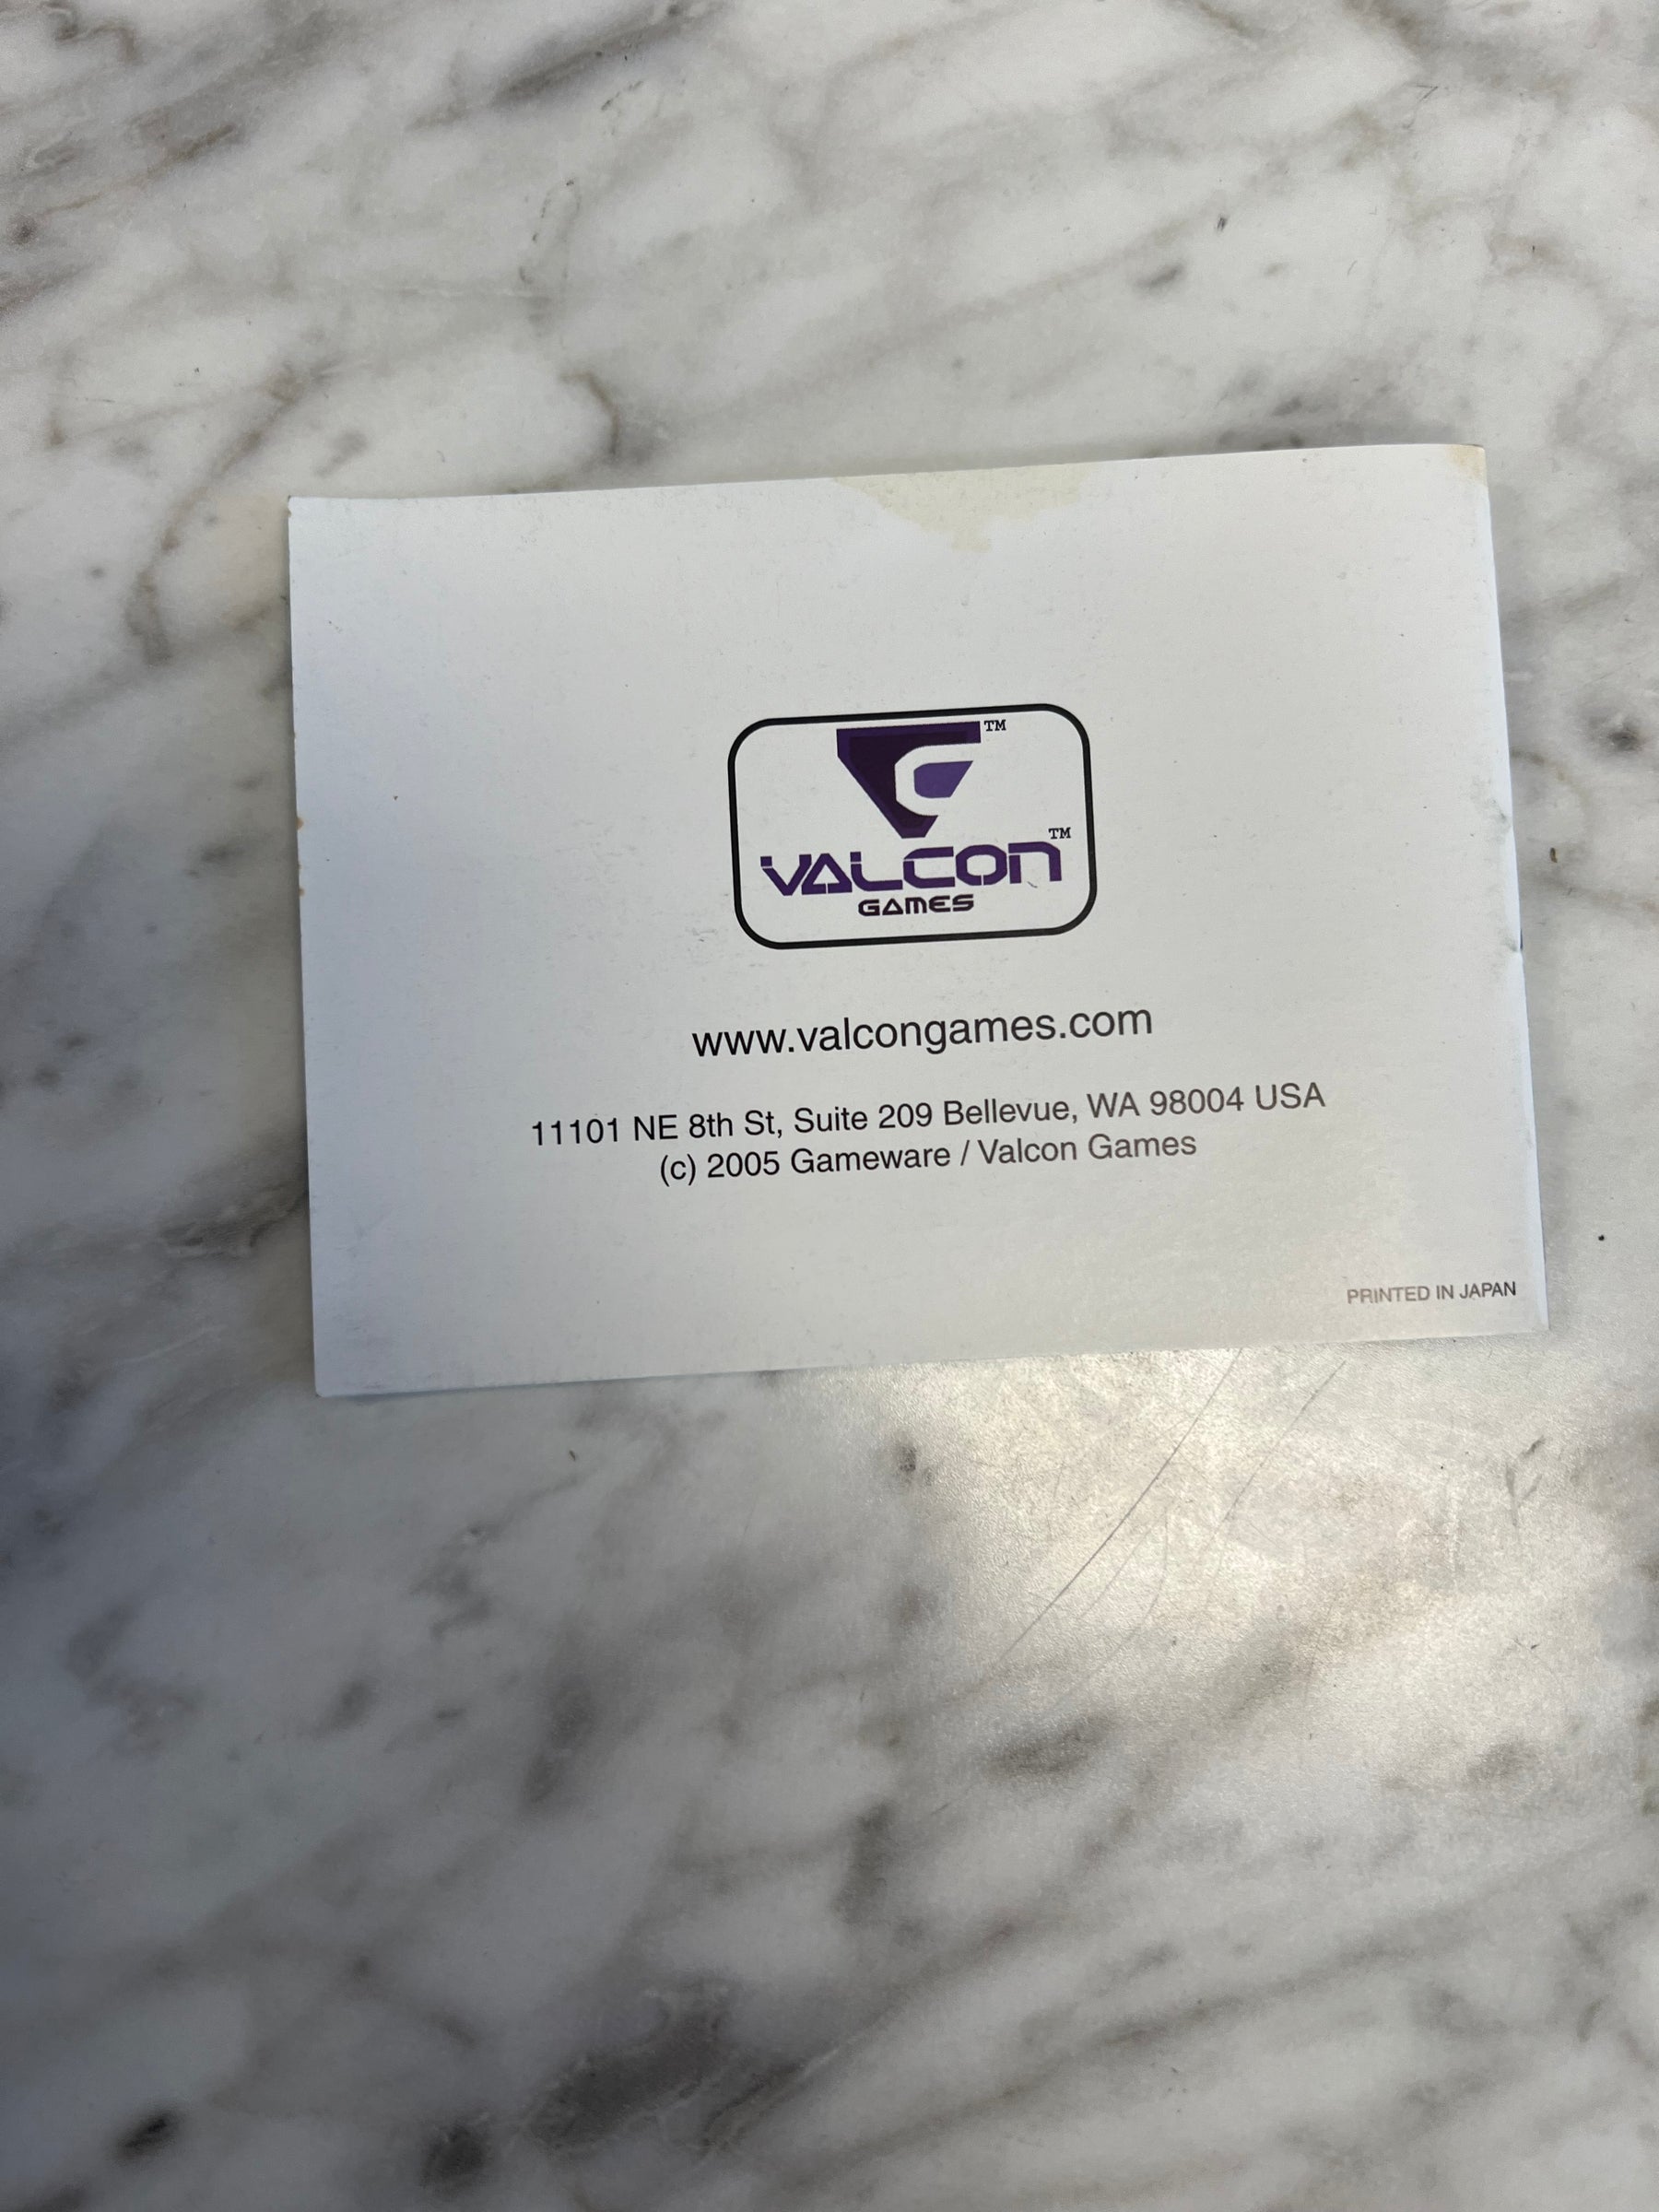 TM
VALCON TM
GAMES
www.valcongames.com
11101 NE 8th St, Suite 209 Bellevue, WA 98004 USA
(c) 2005 Gameware / Valcon Games
PRINTED IN JAPAN